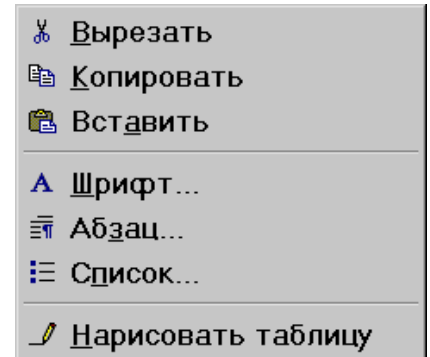 Вырезать
Копировать
Вставить
Шрифт...
Абзац...
Список...
Нарисовать таблицу